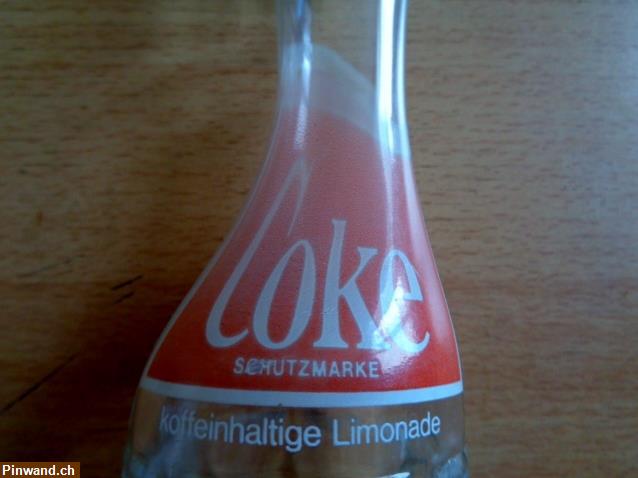 Coke
SCHUTZMARKE
koffeinhaltige Limonade
Pinwand.ch